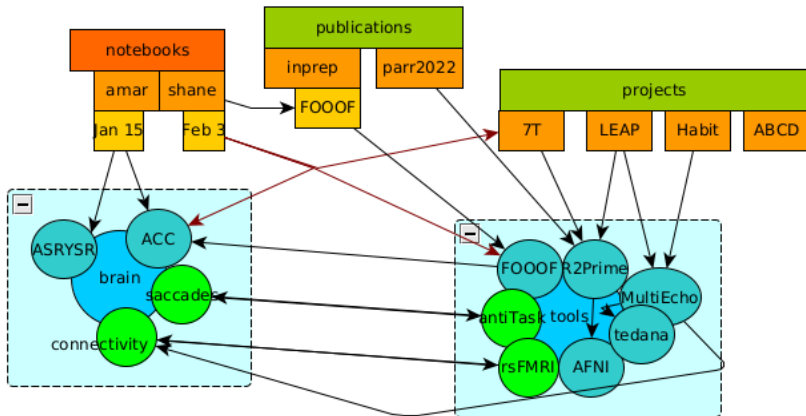 publications
notebooks
inprep
parr2022
projects
amar
shane
FOOOF
Jan 15
Feb 3
7T
LEAP
Habit
ABCD
ASRYSR
ACC
brain
saccades
connectivity
FOOOF
R2Prime
MultiEcho
antiTask
tools
tedana
rsFMRI
AFNI